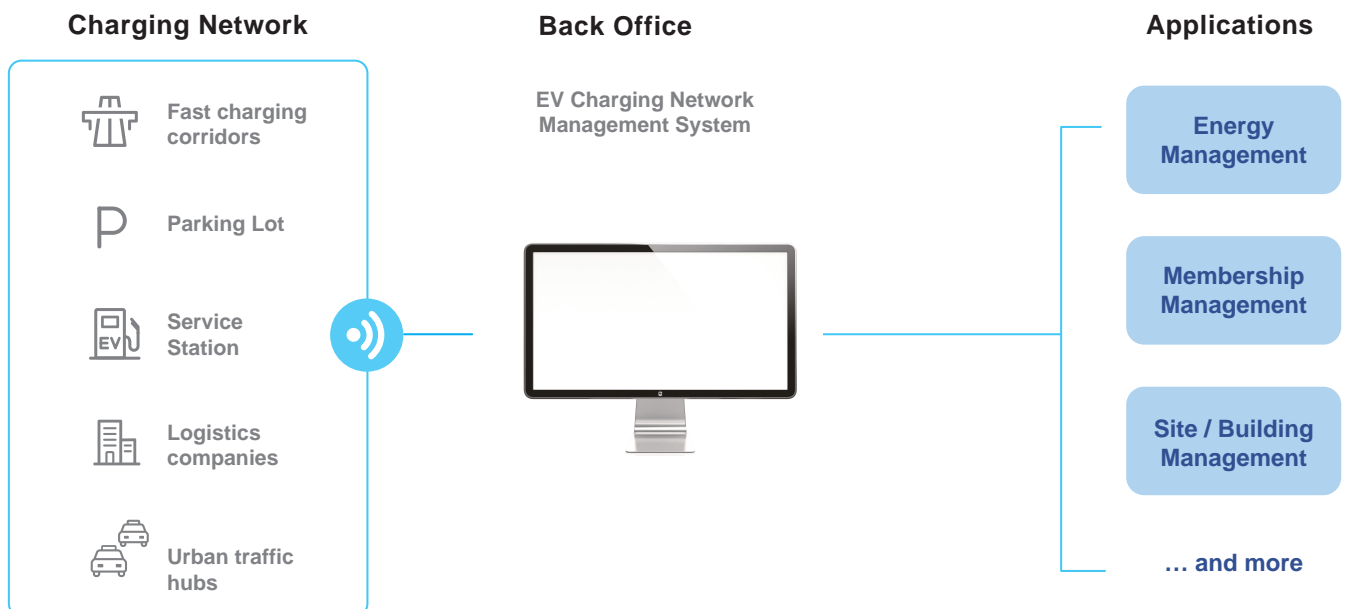 Charging Network
Fast charging
corridors
P
Parking Lot
EV
Service
Station
Logistics
companies
Urban traffic
hubs
Back Office
EV Charging Network
Management System
Applications
Energy
Management
Membership
Management
Site / Building
Management
… and more